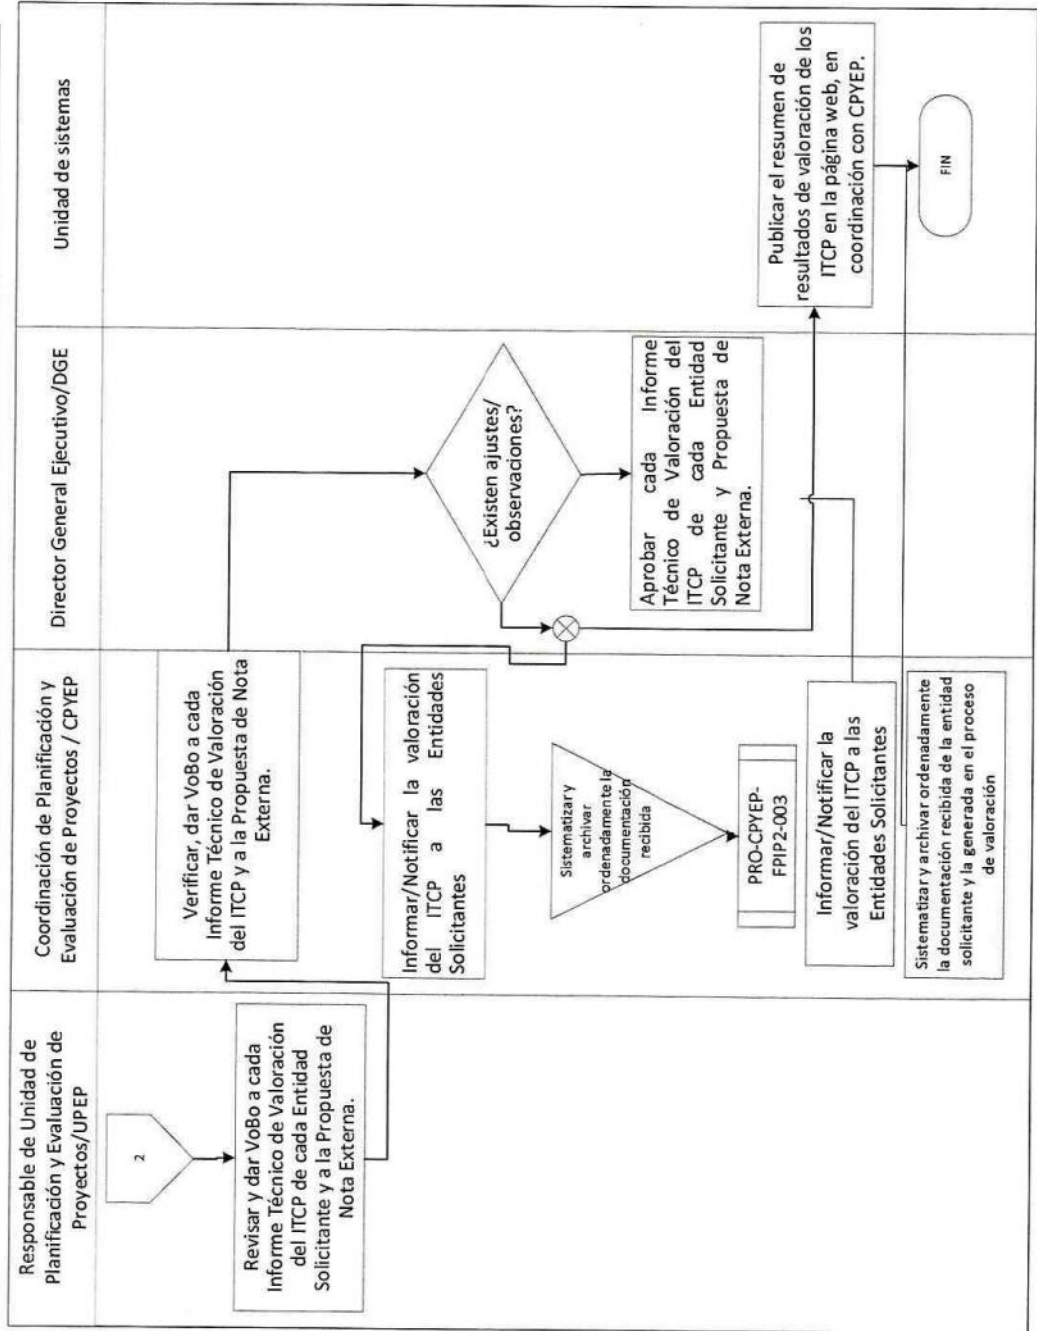 Responsable de Unidad de
Planificación y Evaluación de
Proyectos/UPEP
Coordinación de Planificación y
Evaluación de Proyectos / CPYEP
Director General Ejecutivo/DGE
Unidad de sistemas
2
Revisar y dar VoBo a cada
Informe Técnico de Valoración
del ITCP de cada Entidad
Solicitante y a la Propuesta de
Nota Externa.
Verificar, dar VoBo a cada
Informe Técnico de Valoración
del ITCP y a la Propuesta de Nota
Externa.
¿Existen ajustes/
observaciones?
Aprobar cada Informe
Técnico de Valoración del
ITCP de cada Entidad
Solicitante y Propuesta de
Nota Externa.
Informar/Notificar la valoración
del ITCP a las Entidades
Solicitantes
Sistematizar y
archivar
ordenadamente la
documentación
recibida
PRO-CPYEP-
FPIP2-003
Informar/Notificar la
valoración del ITCP a las
Entidades Solicitantes
Sistematizar y archivar ordenadamente
la documentación recibida de la entidad
solicitante y la generada en el proceso
de valoración
Publicar el resumen de
resultados de valoración de los
ITCP en la página web, en
coordinación con CPYEP.
FIN